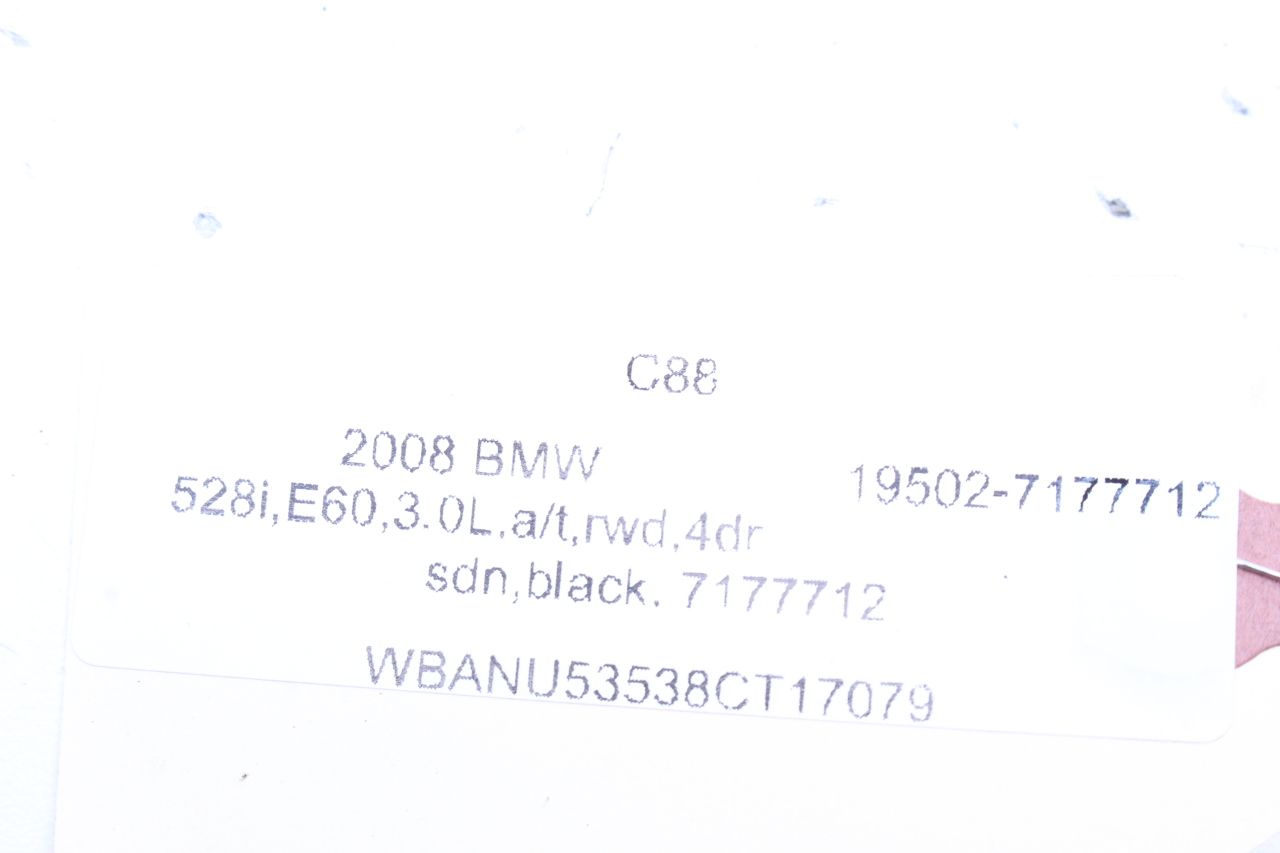 C88
2008 BMW
19502-7177712
528i,E60,3.0L.a/t,rwd,4dr
sdn,black. 7177712
WBANU53538CT17079